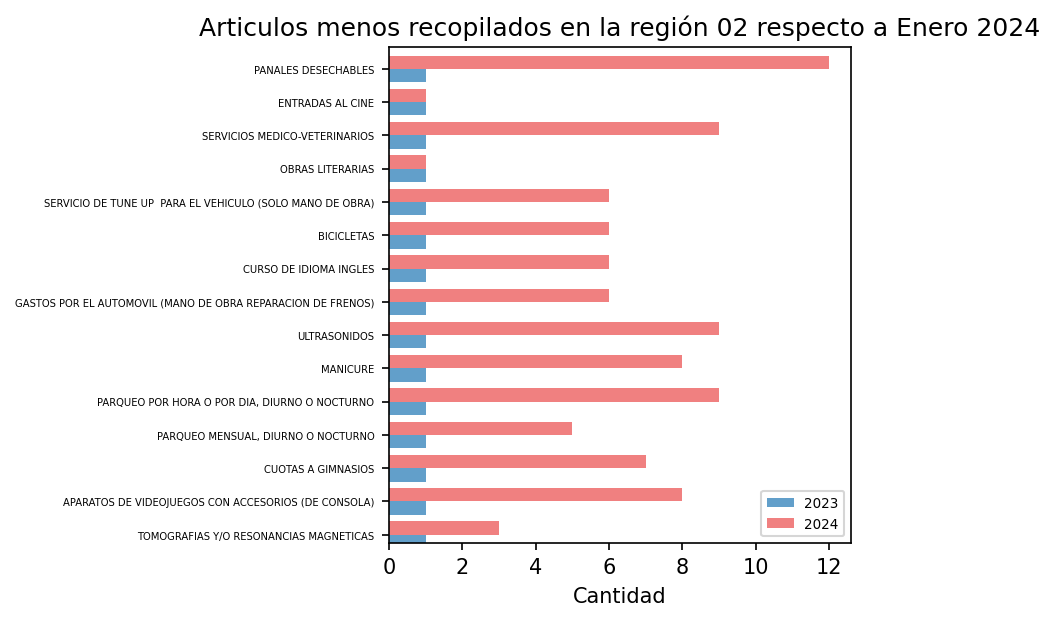 Articulos menos recopilados en la región 02 respecto a Enero 2024
PANALES DESECHABLES
ENTRADAS AL CINE
SERVICIOS MEDICO-VETERINARIOS
OBRAS LITERARIAS
SERVICIO DE TUNE UP  PARA EL VEHICULO (SOLO MANO DE OBRA)
BICICLETAS
CURSO DE IDIOMA INGLES
GASTOS POR EL AUTOMOVIL (MANO DE OBRA REPARACION DE FRENOS)
ULTRASONIDOS
MANICURE
PARQUEO POR HORA O POR DIA, DIURNO O NOCTURNO
PARQUEO MENSUAL, DIURNO O NOCTURNO
CUOTAS A GIMNASIOS
APARATOS DE VIDEOJUEGOS CON ACCESORIOS (DE CONSOLA)
TOMOGRAFIAS Y/O RESONANCIAS MAGNETICAS
2023
2024
0 2 4 6 8 10 12
Cantidad